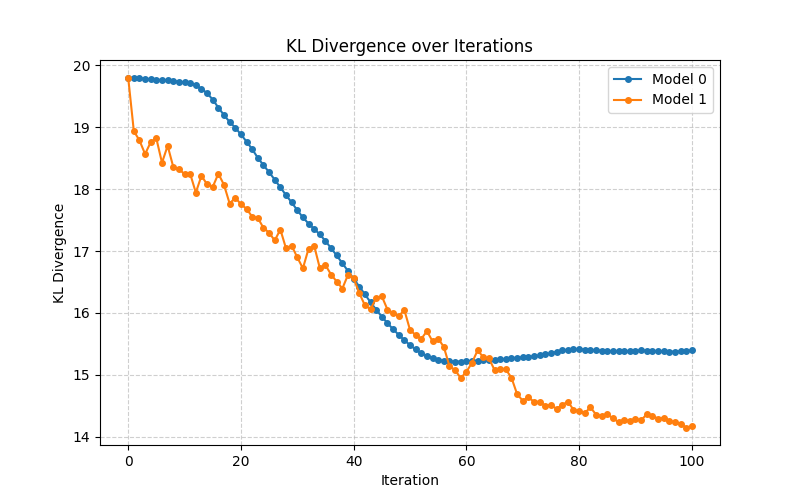 KL Divergence over Iterations
Model 0
Model 1
KL Divergence
20
19
18
17
16
15
14
0 20 40 60 80 100
Iteration